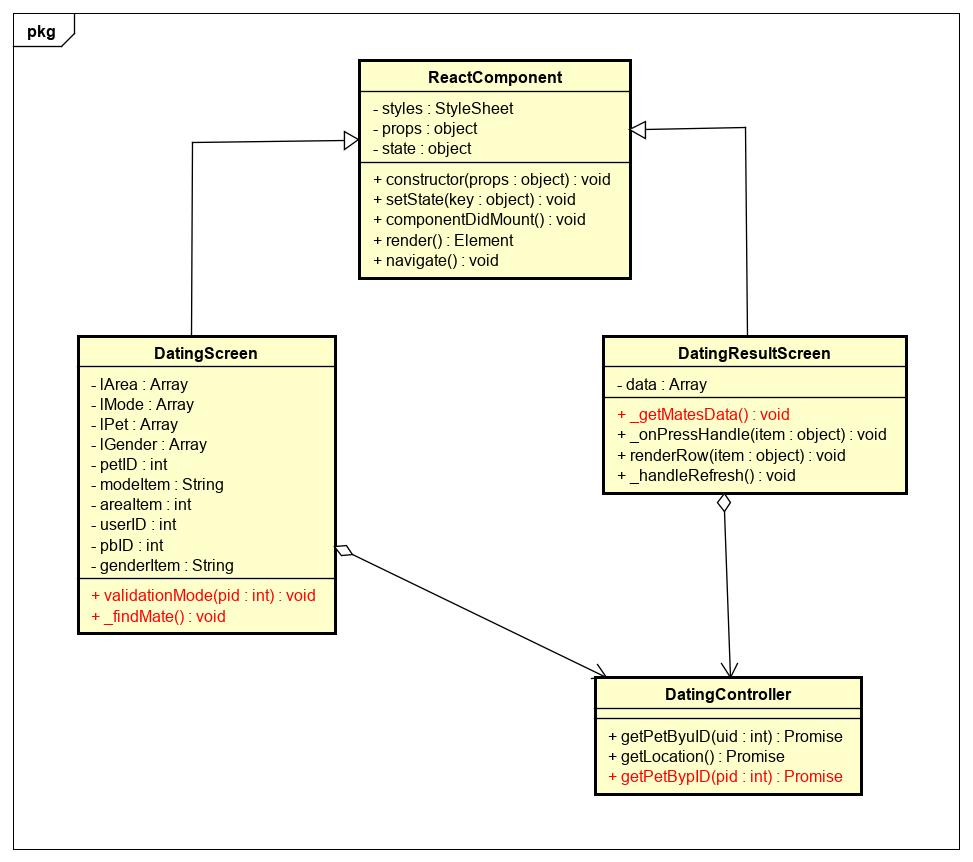 pkg
ReactComponent
- styles : StyleSheet
- props : object
- state : object
+ constructor(props : object) : void
+ setState(key : object) : void
+ componentDidMount() : void
+ render() : Element
+ navigate() : void
DatingScreen
- lArea : Array
- lMode : Array
- lPet : Array
- lGender : Array
- petID : int
- modeItem : String
- areaItem : int
- userID : int
- pbID : int
- genderItem : String
+ validationMode(pid : int) : void
+ _findMate() : void
DatingResultScreen
- data : Array
+ _getMatesData() : void
+ _onPressHandle(item : object) : void
+ renderRow(item : object) : void
+ _handleRefresh() : void
DatingController
+ getPetByuID(uid : int) : Promise
+ getLocation() : Promise
+ getPetBypID(pid : int) : Promise